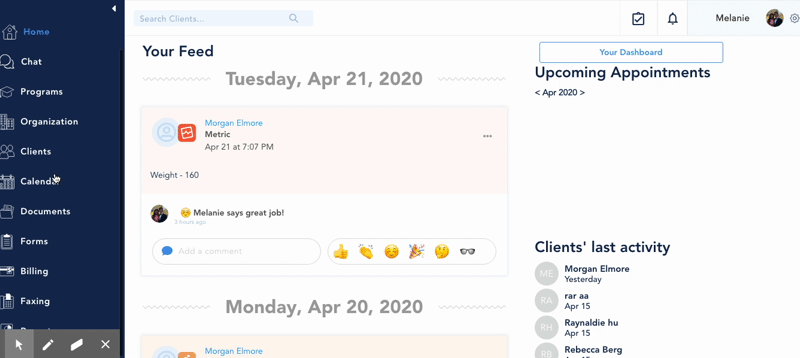 Search Clients...
Melanie
Home
Chat
Programs
Organization
Clients
Documents
Forms
Billing
Faxing
Your Feed
Tuesday, Apr 21, 2020
Morgan Elmore
Metric
Apr 21 at 7:07 PM
Weight - 160
Melanie says great job!
3 hours ago
Add a comment
Monday, Apr 20, 2020
Morgan Elmore
Your Dashboard
Upcoming Appointments
< Apr 2020 >
Clients' last activity
ME
Morgan Elmore
Yesterday
RA
rar aa
Apr 15
RH
Raynaldie hu
Apr 15
RB
Rebecca Berg